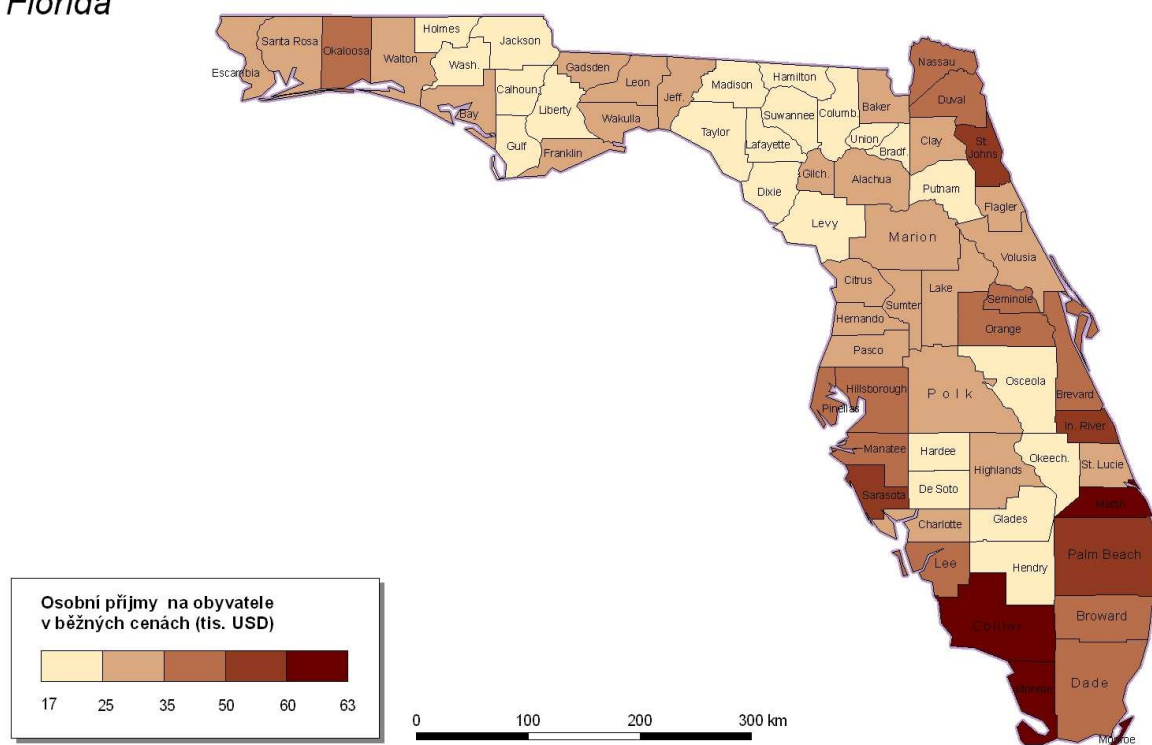 Florida
Holmes
Jackson
Santa Rosa
Okaloosa
Walton
Wash.
Escambia
Gadsden
Leon
Jeff.
Madison
Hamilton
Nassau
Calhoun
Liberty
Bay
Wakulla
Suwannee
Columb.
Baker
Duval
Gulf
Franklin
Taylor
Lafayette
Union
Bradf.
Clay
St.
Johns
Dixie
Gilch.
Alachua
Putnam
Flagler
Levy
Marion
Volusia
Citrus
Sumter
Lake
Seminole
Hernando
Orange
Pasco
Osceola
Hillsborough
Polk
Brevard
Pinellas
In. River
Manatee
Hardee
Highlands
Okeech.
St. Lucie
Sarasota
De Soto
Martin
Charlotte
Glades
Palm Beach
Lee
Hendry
Collier
Broward
Monroe
Dade
Monroe
Osobní příjmy na obyvatele
v běžných cenách (tis. USD)
17 25 35 50 60 63
0 100 200 300 km